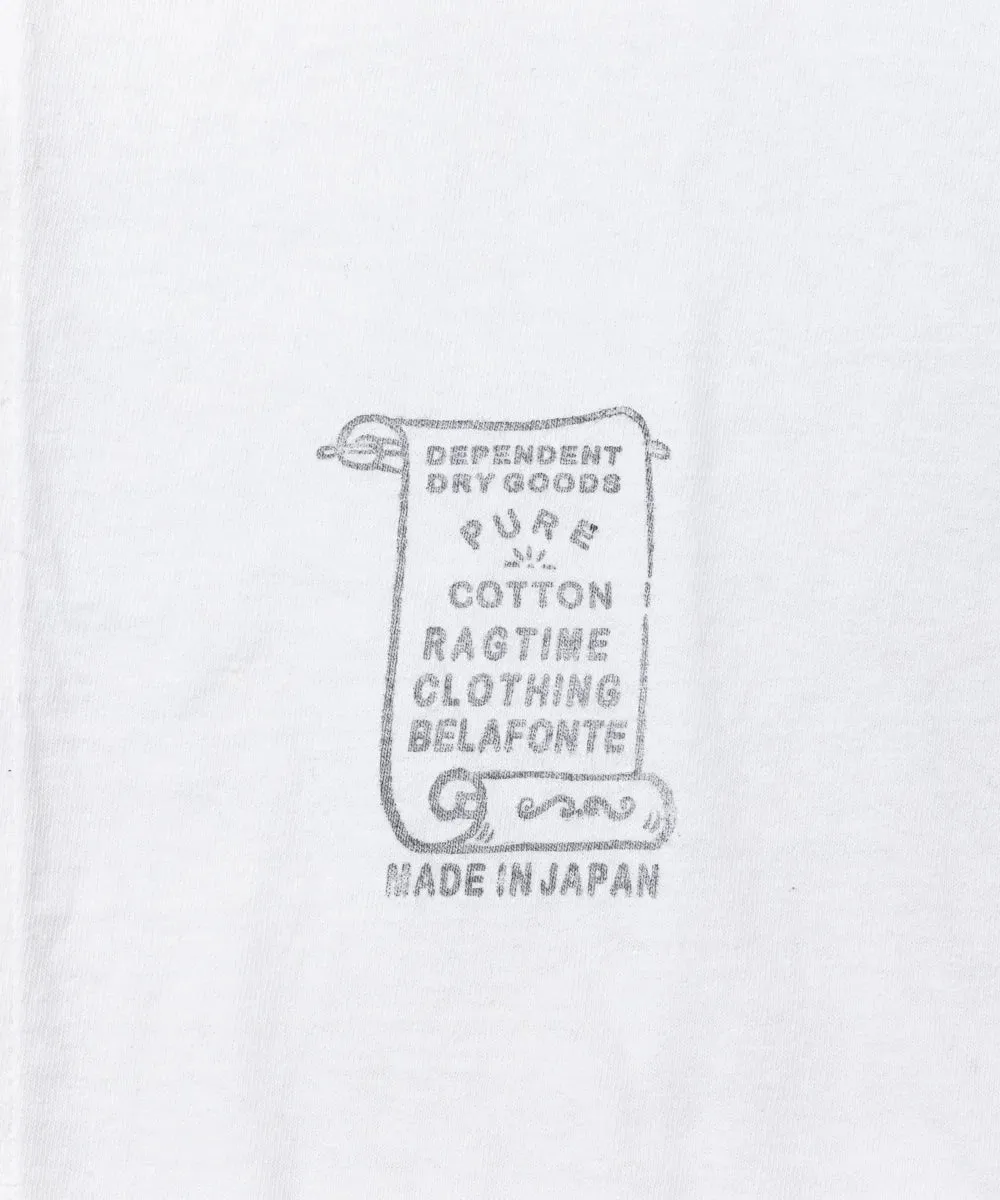 DEPENDENT
DRY GOODS
PURE
COTTON
RAGTIME
CLOTHING
BELAFONTE
MADE IN JAPAN